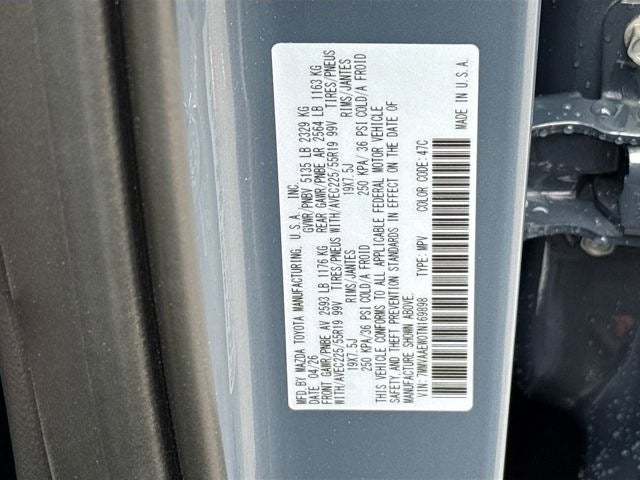 MFD.BY MAZDA TOYOTA MANUFACTURING, U.S.A., INC.
DATE: 04/26 GVWR/PNBV 5135 LB 2329 KG
FRONT GAWR/PNBE AV 2593 LB 1176 KG REAR GAWR/PNBE AR 2564 LB 1163 KG
WITH/AVEC225/55R19 99V TIRES/PNEUS WITH/AVEC225/55R19 99V TIRES/PNEUS
19X7.5J RIMS/JANTES 19X7.5J RIMS/JANTES
250 KPA/36 PSI COLD/A FROID 250 KPA/ 36 PSI COLD/A FROID
THIS VEHICLE CONFORMS TO ALL APPLICABLE FEDERAL MOTOR VEHICLE
SAFETY AND THEFT PREVENTION STANDARDS IN EFFECT ON THE DATE OF
MANUFACTURE SHOWN ABOVE.
VIN: 7MMVAAEW0TN169898 TYPE: MPV COLOR CODE: 47C
MADE IN U.S.A.